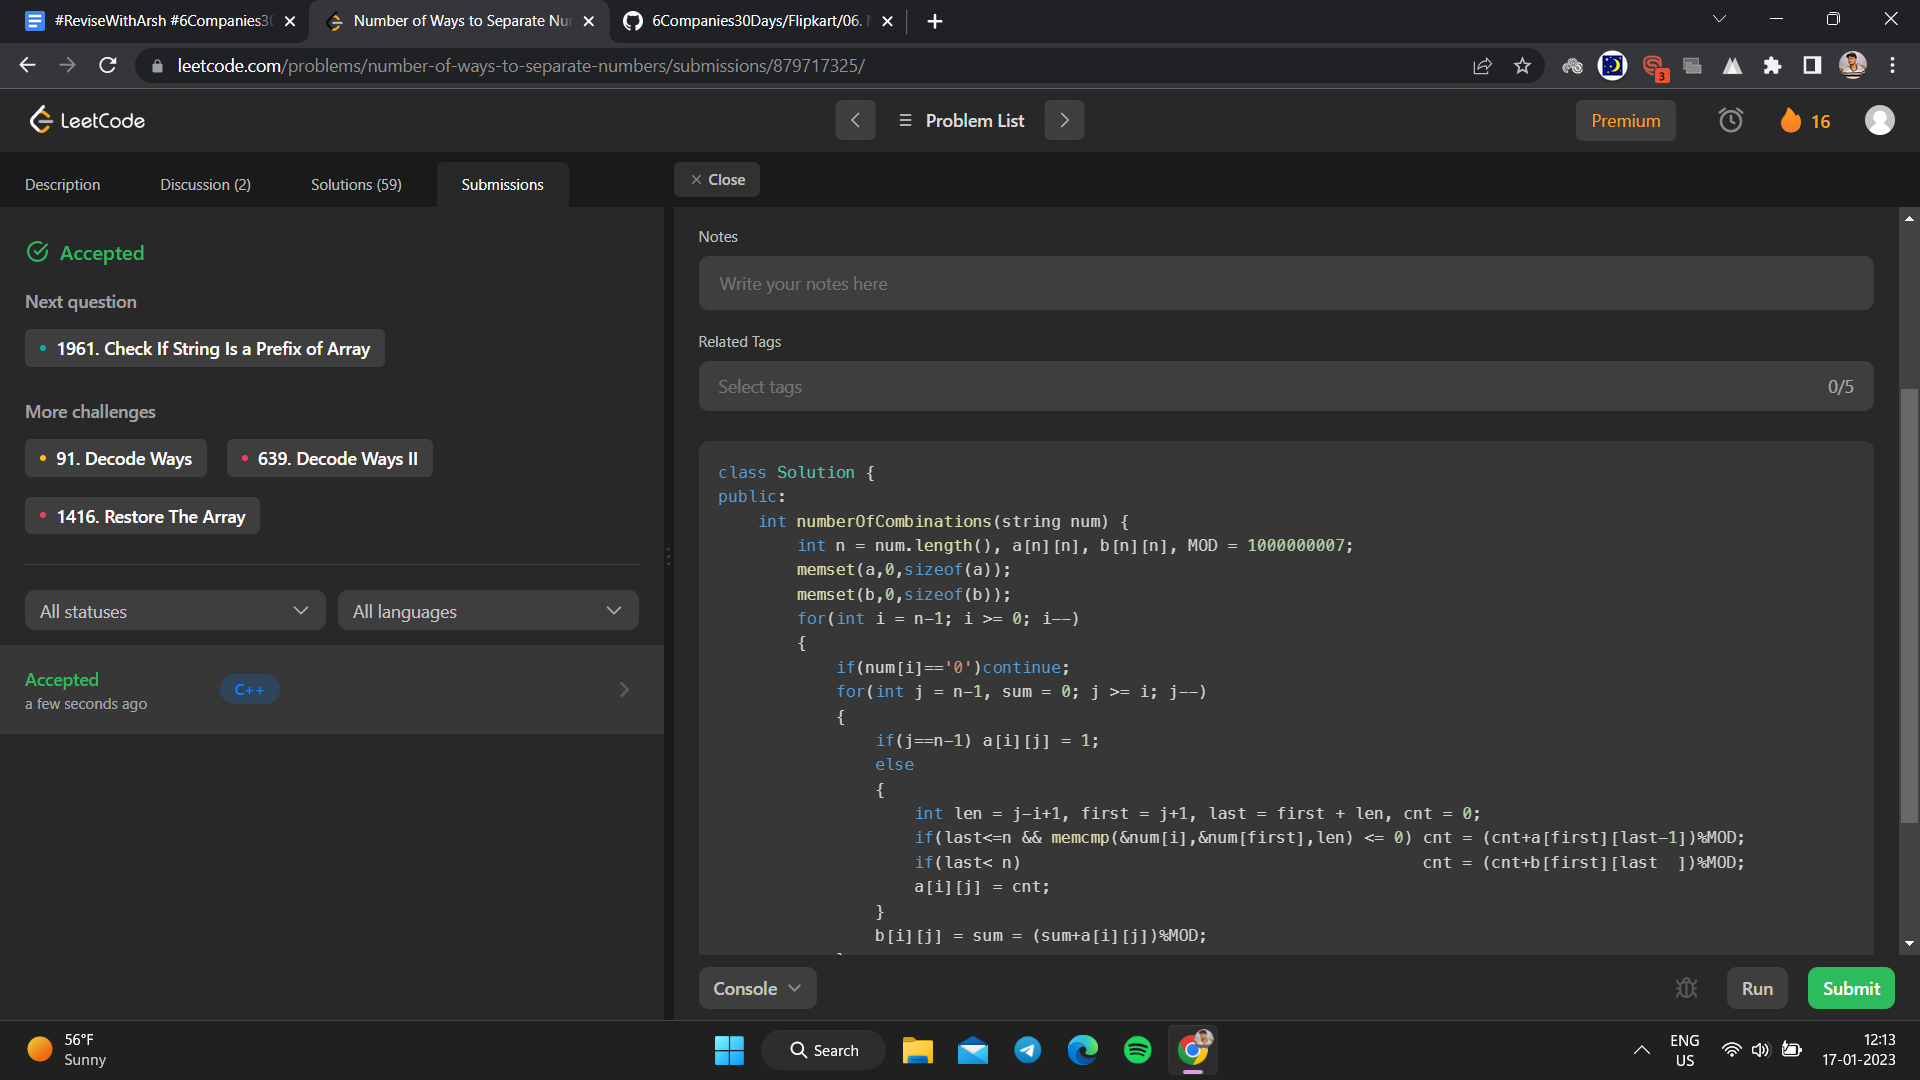 #ReviseWithArsh #6Companies3
Number of Ways to Separate Nu
6Companies30Days/Flipkart/06.
leetcode.com/problems/number-of-ways-to-separate-numbers/submissions/879717325/
3
LeetCode
Problem List
Premium
16
Description
Discussion (2)
Solutions (59)
Submissions
Close
Accepted
Next question
1961. Check If String Is a Prefix of Array
More challenges
91. Decode Ways
639. Decode Ways II
1416. Restore The Array
All statuses
All languages
Accepted
a few seconds ago
C++
Notes
Write your notes here
Related Tags
Select tags
0/5
class Solution {
public:
    int numberOfCombinations(string num) {
        int n = num.length(), a[n][n], b[n][n], MOD = 1000000007;
        memset(a,0,sizeof(a));
        memset(b,0,sizeof(b));
        for(int i = n-1; i >= 0; i--)
        {
            if(num[i]=='0')continue;
            for(int j = n-1, sum = 0; j >= i; j--)
            {
                if(j==n-1) a[i][j] = 1;
                else
                {
                    int len = j-i+1, first = j+1, last = first + len, cnt = 0;
                    if(last<=n && memcmp(&num[i],&num[first],len) <= 0) cnt = (cnt+a[first][last-1])%MOD;
                    if(last< n)                                         cnt = (cnt+b[first][last  ])%MOD;
                    a[i][j] = cnt;
                }
                b[i][j] = sum = (sum+a[i][j])%MOD;
Console
Run
Submit
56°F
Sunny
Search
ENG
US
12:13
17-01-2023